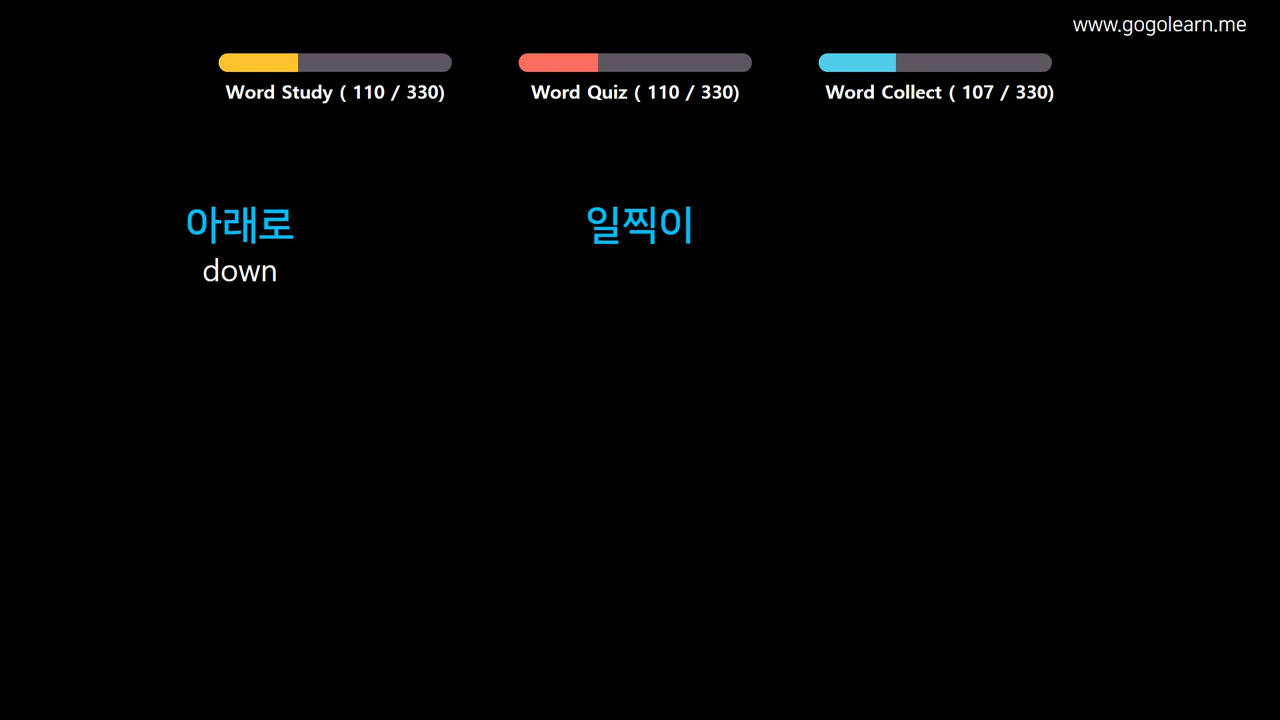 www.gogolearn.me
Word Study ( 110 / 330)
Word Quiz ( 110 / 330)
Word Collect ( 107 / 330)
아래로
down
일찍이